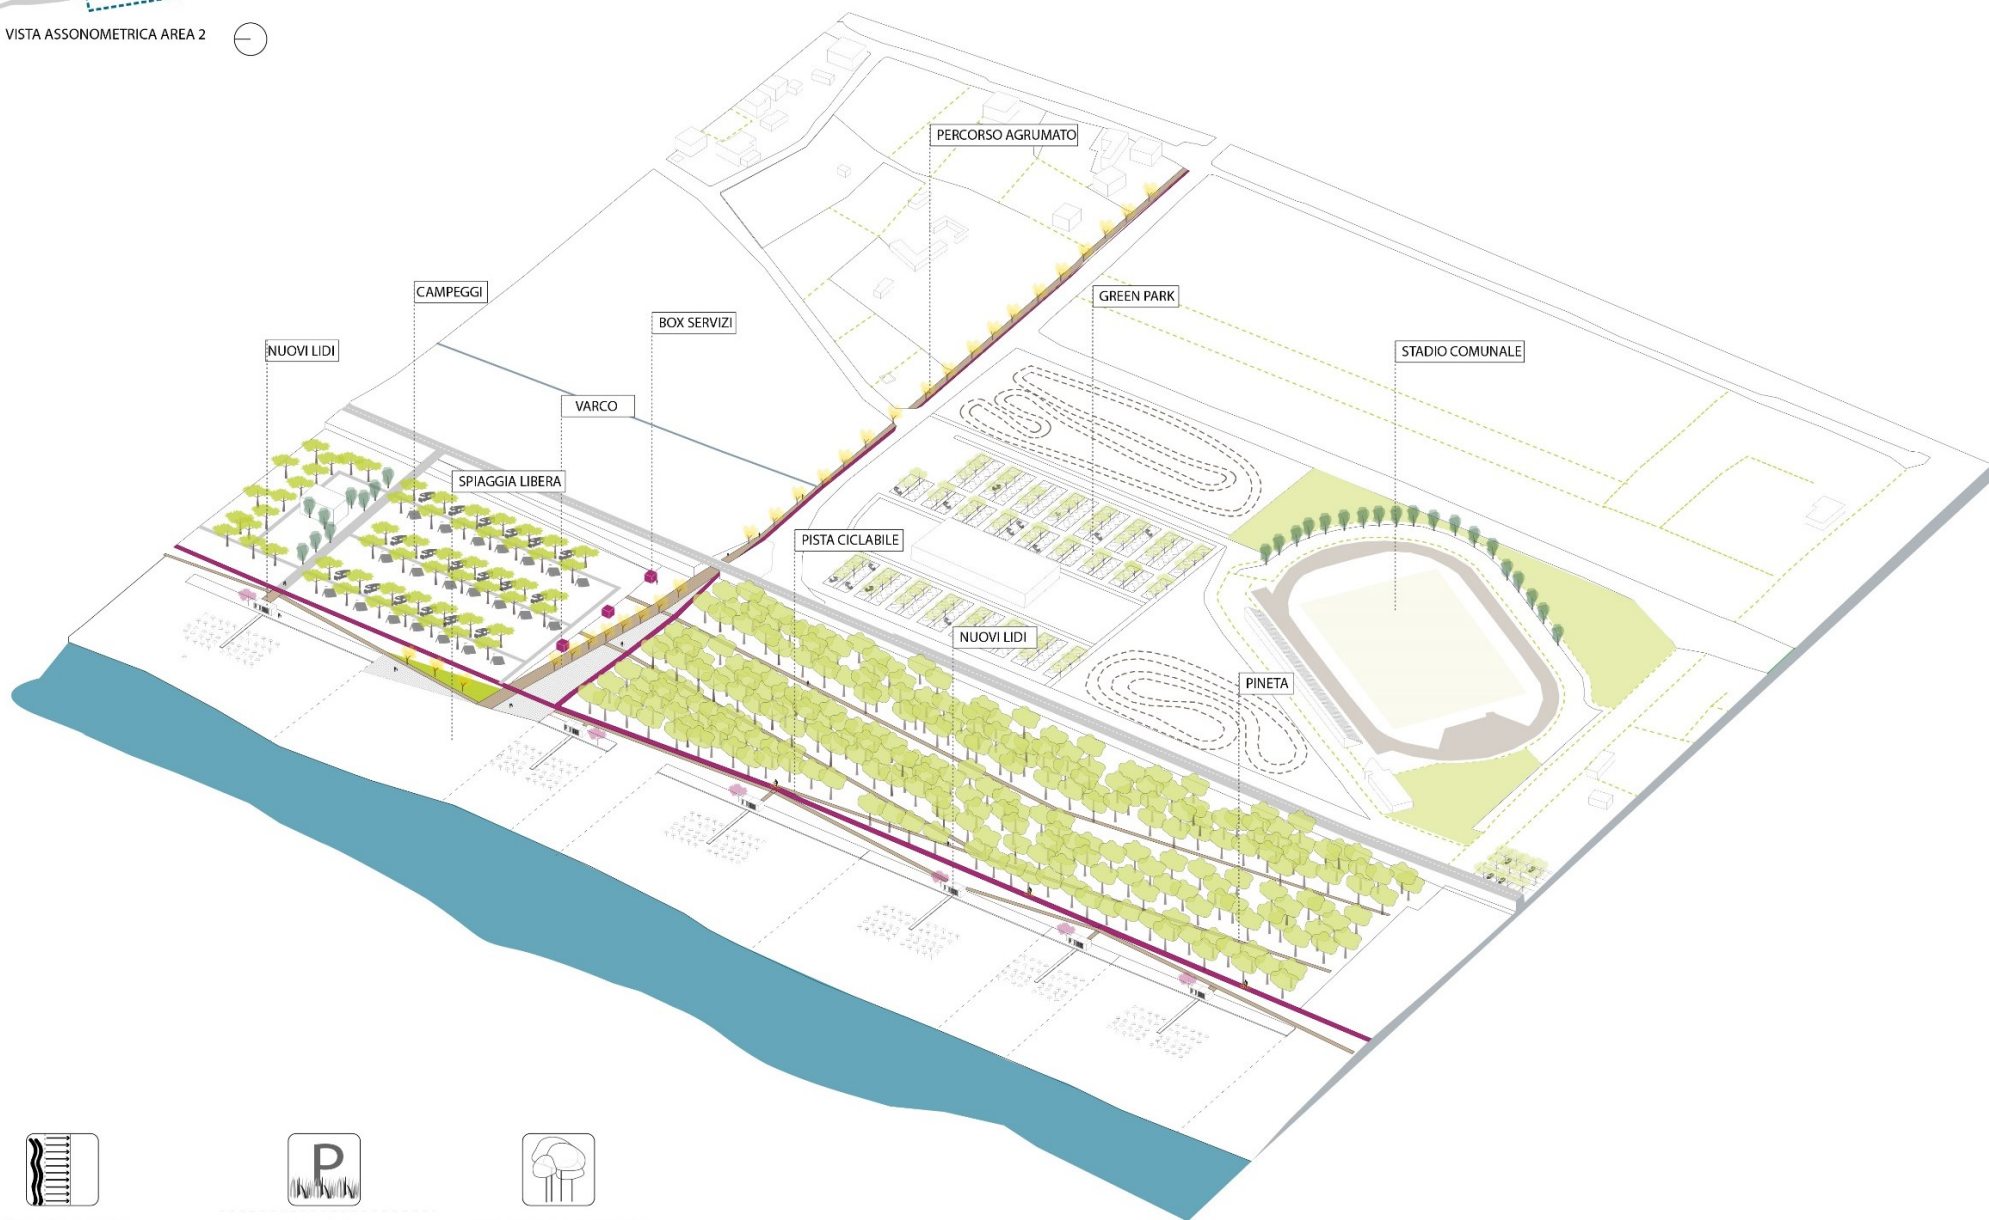 VISTA ASSONOMETRICA AREA 2
PERCORSO AGRUMATO
CAMPEGGI
GREEN PARK
BOX SERVIZI
NUOVI LIDI
STADIO COMUNALE
VARCO
SPIAGGIA LIBERA
PISTA CICLABILE
NUOVI LIDI
PINETA
P